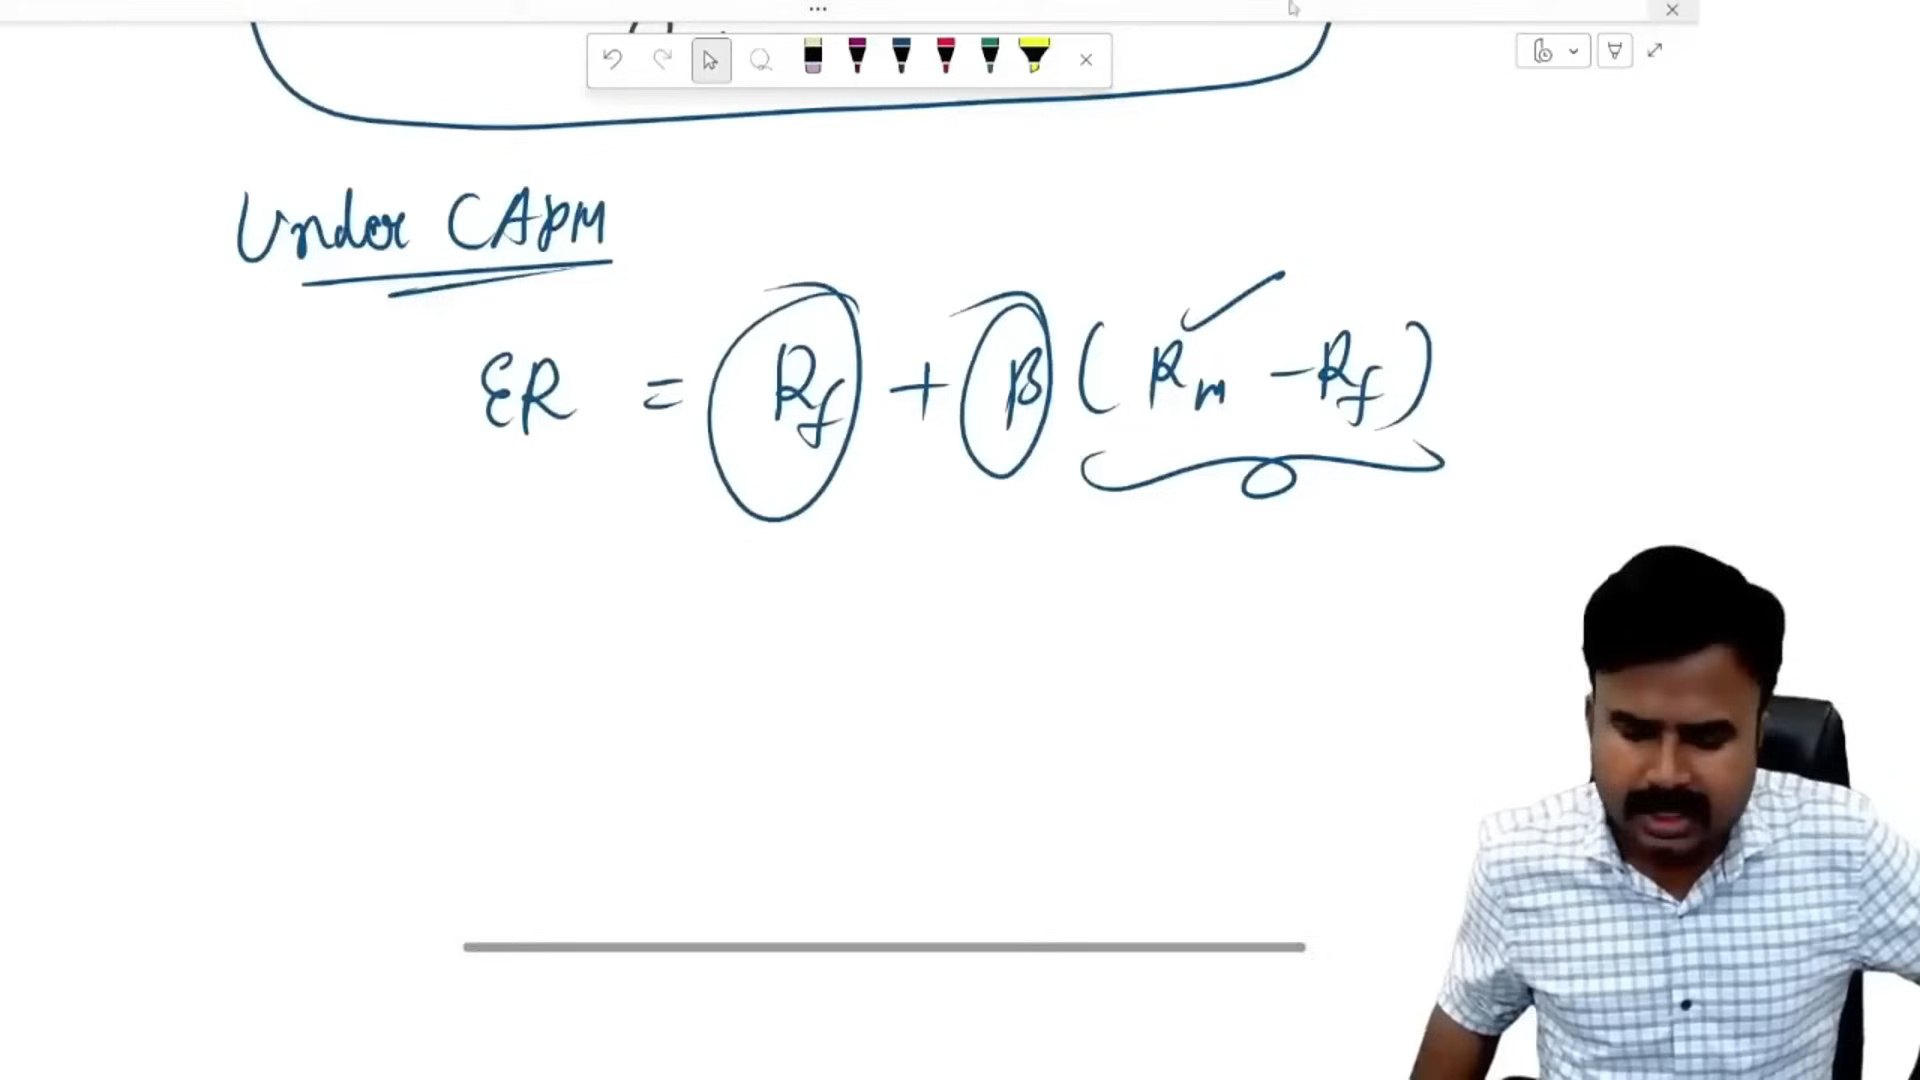 Under CAPM
ER = Rf + β (Rm - Rf)